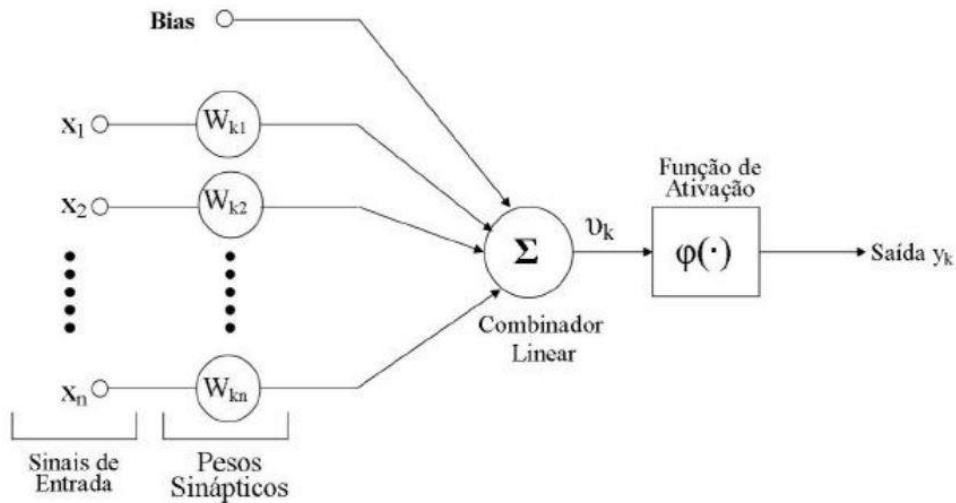 Bias
x1
Wk1
x2
Wk2
xn
Wkn
Sinais de
Entrada
Pesos
Sinápticos
Σ
Combinador
Linear
υk
Função de
Ativação
φ(·)
Saída yk